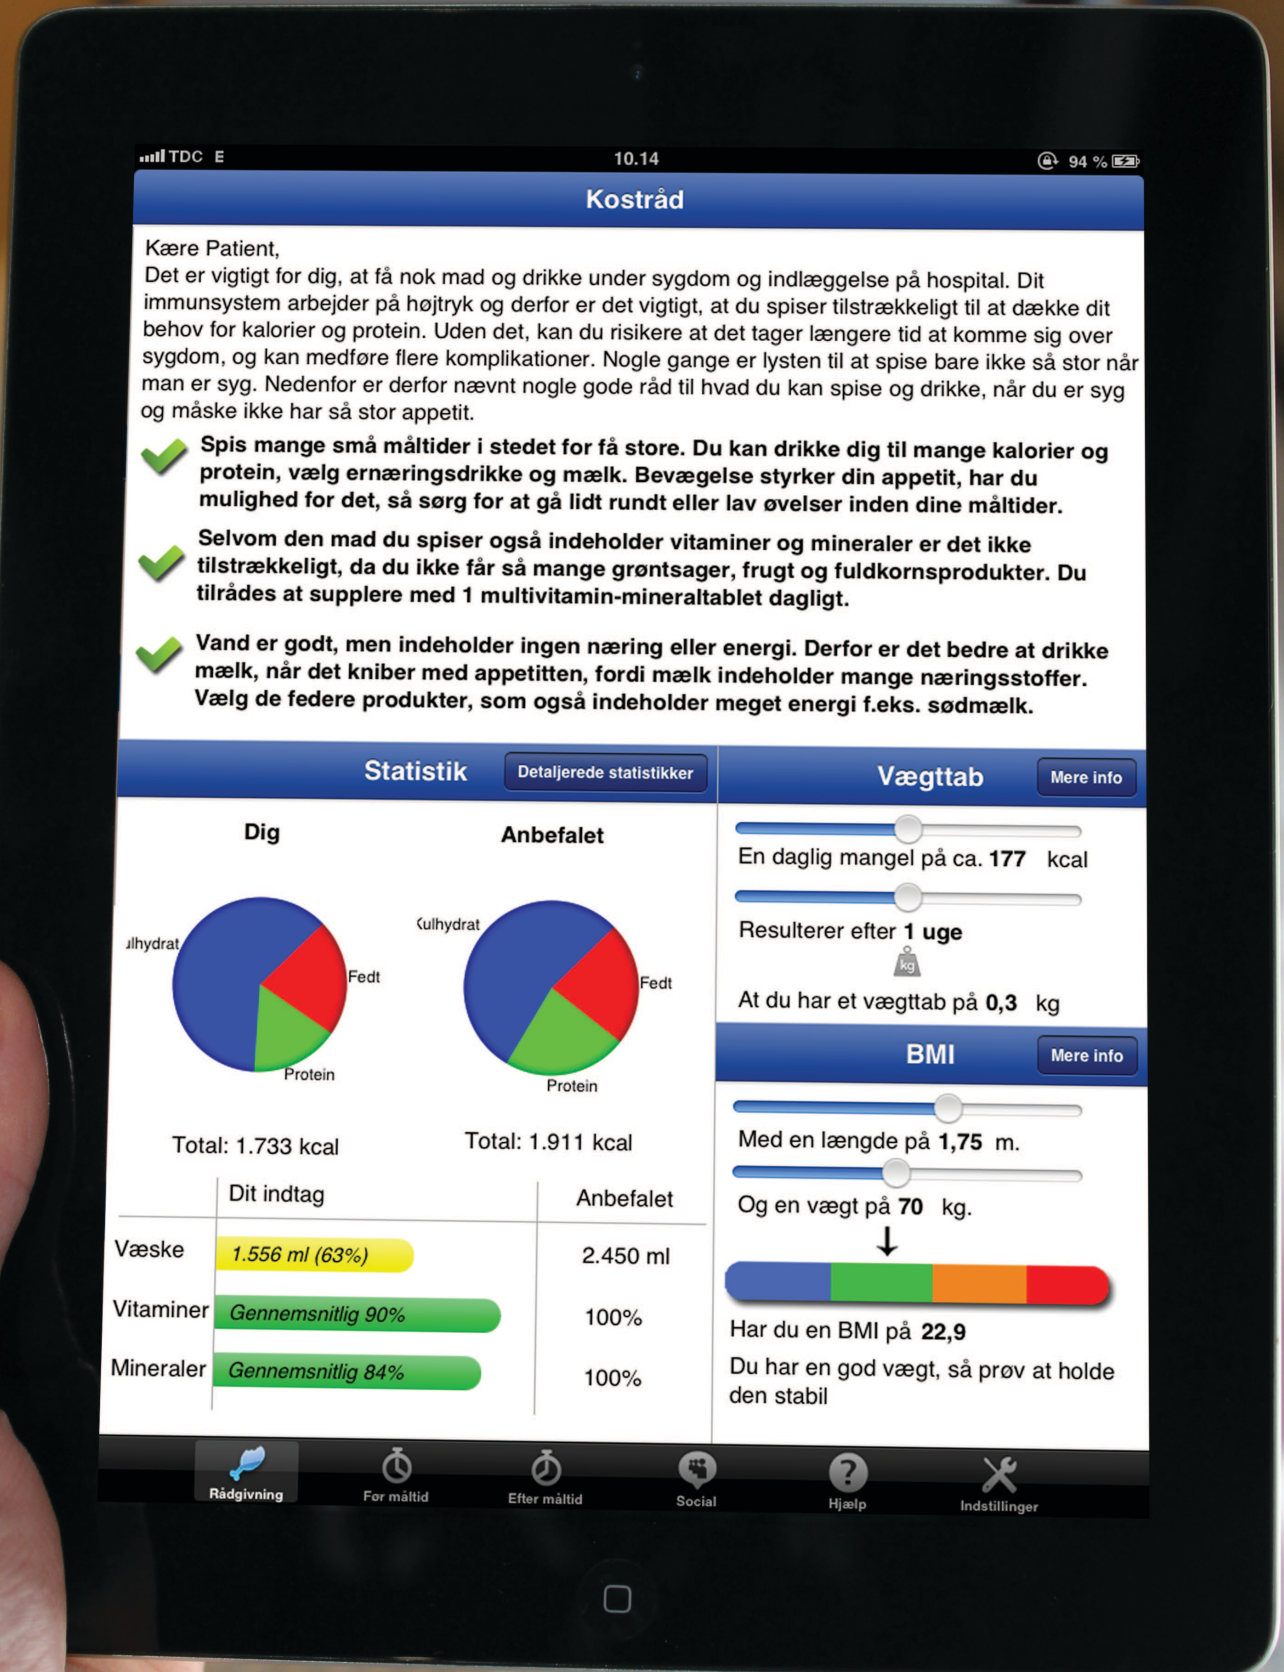 TDC E 10.14 94 %
Kostråd
Kære Patient,
Det er vigtigt for dig, at få nok mad og drikke under sygdom og indlæggelse på hospital. Dit
immunsystem arbejder på højtryk og derfor er det vigtigt, at du spiser tilstrækkeligt til at dække dit
behov for kalorier og protein. Uden det, kan du risikere at det tager længere tid at komme sig over
sygdom, og kan medføre flere komplikationer. Nogle gange er lysten til at spise bare ikke så stor når
man er syg. Nedenfor er derfor nævnt nogle gode råd til hvad du kan spise og drikke, når du er syg
og måske ikke har så stor appetit.
Spis mange små måltider i stedet for få store. Du kan drikke dig til mange kalorier og
protein, vælg ernæringsdrikke og mælk. Bevægelse styrker din appetit, har du
mulighed for det, så sørg for at gå lidt rundt eller lav øvelser inden dine måltider.
Selvom den mad du spiser også indeholder vitaminer og mineraler er det ikke
tilstrækkeligt, da du ikke får så mange grøntsager, frugt og fuldkornsprodukter. Du
tilrådes at supplere med 1 multivitamin-mineraltablet dagligt.
Vand er godt, men indeholder ingen næring eller energi. Derfor er det bedre at drikke
mælk, når det kniber med appetitten, fordi mælk indeholder mange næringsstoffer.
Vælg de federe produkter, som også indeholder meget energi f.eks. sødmælk.
Statistik Detaljerede statistikker
Dig Anbefalet
ulhydrat Fedt Protein
Kulhydrat Fedt Protein
Total: 1.733 kcal Total: 1.911 kcal
Dit indtag Anbefalet
Væske 1.556 ml (63%) 2.450 ml
Vitaminer Gennemsnitlig 90% 100%
Mineraler Gennemsnitlig 84% 100%
Vægttab Mere info
En daglig mangel på ca. 177 kcal
Resulterer efter 1 uge
kg
At du har et vægttab på 0,3 kg
BMI Mere info
Med en længde på 1,75 m.
Og en vægt på 70 kg.
Har du en BMI på 22,9
Du har en god vægt, så prøv at holde
den stabil
Rådgivning Før måltid Efter måltid Social Hjælp Indstillinger